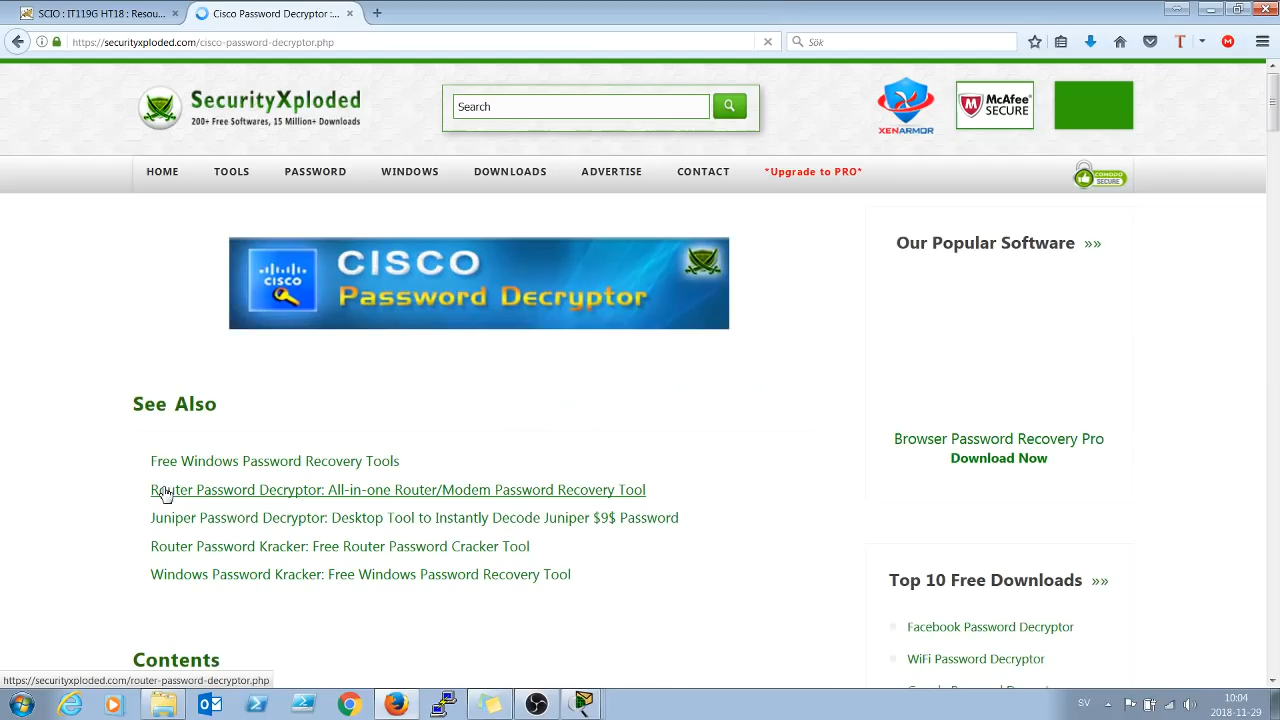 SCIO : IT119G HT18 : Resou...
Cisco Password Decryptor :...
https://securityxploded.com/cisco-password-decryptor.php
Sök
SecurityXploded
200+ Free Softwares, 15 Million+ Downloads
Search
XENARMOR
McAfee
SECURE
HOME
TOOLS
PASSWORD
WINDOWS
DOWNLOADS
ADVERTISE
CONTACT
*Upgrade to PRO*
COMODO
SECURE
CISCO
Password Decryptor
CISCO
Our Popular Software »»
See Also
Browser Password Recovery Pro
Download Now
Free Windows Password Recovery Tools
Router Password Decryptor: All-in-one Router/Modem Password Recovery Tool
Juniper Password Decryptor: Desktop Tool to Instantly Decode Juniper $9$ Password
Router Password Kracker: Free Router Password Cracker Tool
Windows Password Kracker: Free Windows Password Recovery Tool
Top 10 Free Downloads »»
Facebook Password Decryptor
WiFi Password Decryptor
Contents
https://securityxploded.com/router-password-decryptor.php
SV
10:04
2018-11-29